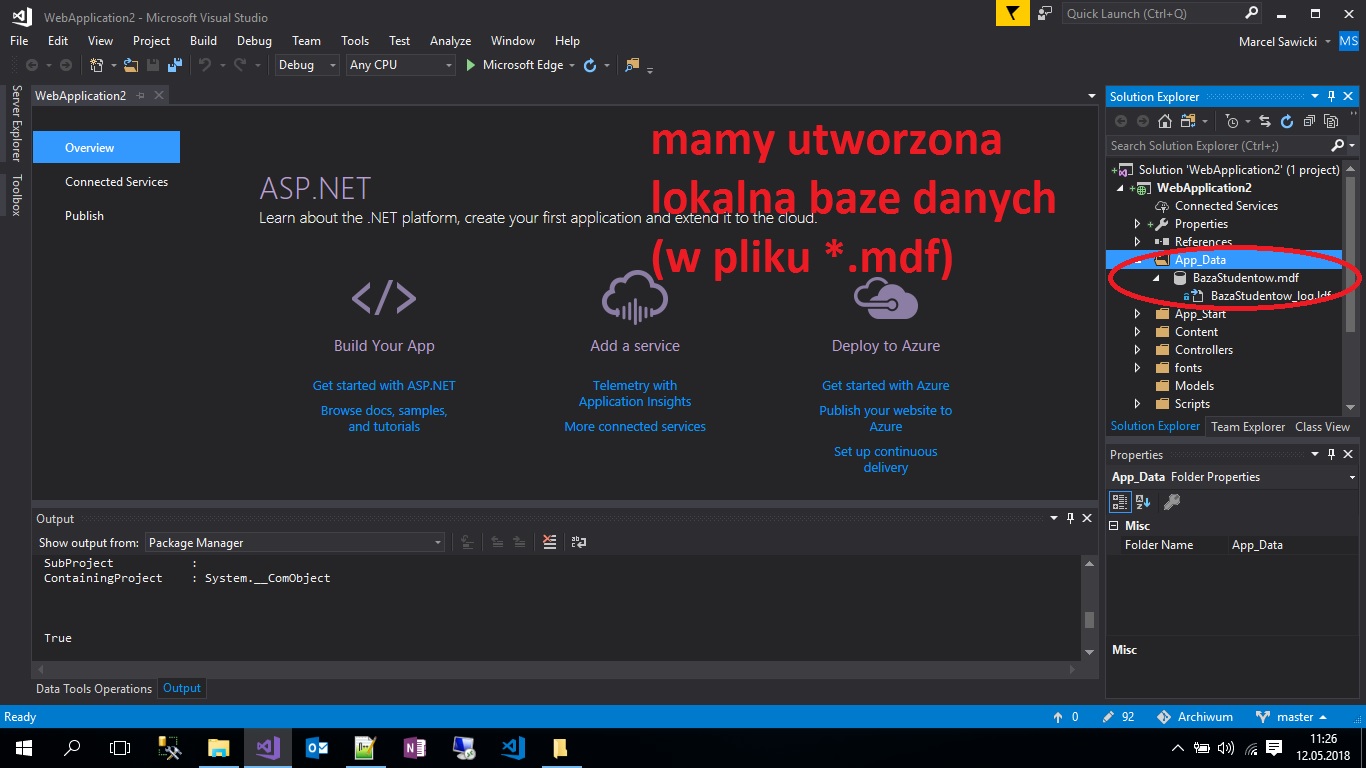 WebApplication2 - Microsoft Visual Studio
Quick Launch (Ctrl+Q)
File Edit View Project Build Debug Team Tools Test Analyze Window Help
Marcel Sawicki MS
Debug Any CPU Microsoft Edge
Server Explorer
Toolbox
WebApplication2
Overview
Connected Services
Publish
ASP.NET
Learn about the .NET platform, create your first application and extend it to the cloud.
mamy utworzona
lokalna baze danych
(w pliku *.mdf)
Build Your App
Get started with ASP.NET
Browse docs, samples,
and tutorials
Add a service
Telemetry with
Application Insights
More connected services
Deploy to Azure
Get started with Azure
Publish your website to
Azure
Set up continuous
delivery
Solution Explorer
Search Solution Explorer (Ctrl+;)
Solution 'WebApplication2' (1 project)
WebApplication2
Connected Services
Properties
References
App_Data
BazaStudentow.mdf
BazaStudentow_log.ldf
App_Start
Content
Controllers
fonts
Models
Scripts
Solution Explorer Team Explorer Class View
Properties
App_Data Folder Properties
Misc
Folder Name App_Data
Misc
Output
Show output from: Package Manager
SubProject :
ContainingProject : System.__ComObject
True
Data Tools Operations Output
Ready
0 92 Archiwum master
11:26
12.05.2018